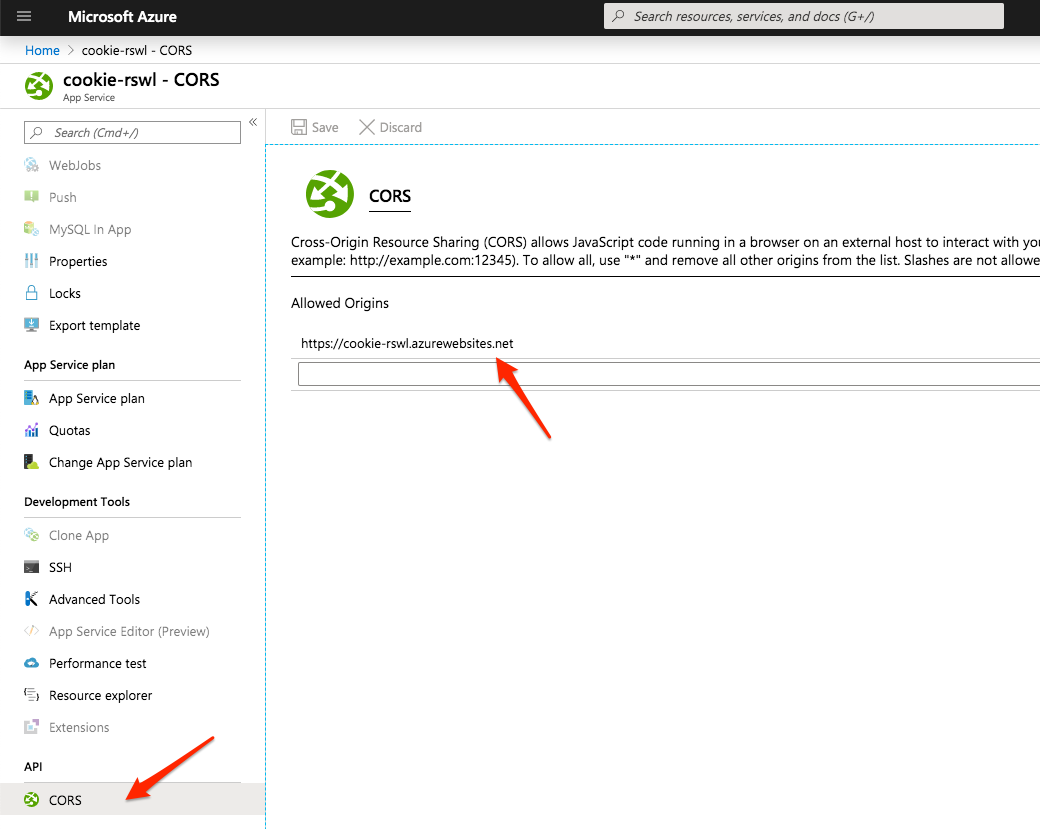 Microsoft Azure
Search resources, services, and docs (G+/)
Home > cookie-rswl - CORS
cookie-rswl - CORS
App Service
Search (Cmd+/)
«
WebJobs
Push
MySQL In App
Properties
Locks
Export template
App Service plan
App Service plan
Quotas
Change App Service plan
Development Tools
Clone App
SSH
Advanced Tools
App Service Editor (Preview)
Performance test
Resource explorer
Extensions
API
CORS
Save
Discard
CORS
Cross-Origin Resource Sharing (CORS) allows JavaScript code running in a browser on an external host to interact with you
example: http://example.com:12345). To allow all, use "*" and remove all other origins from the list. Slashes are not allowe
Allowed Origins
https://cookie-rswl.azurewebsites.net